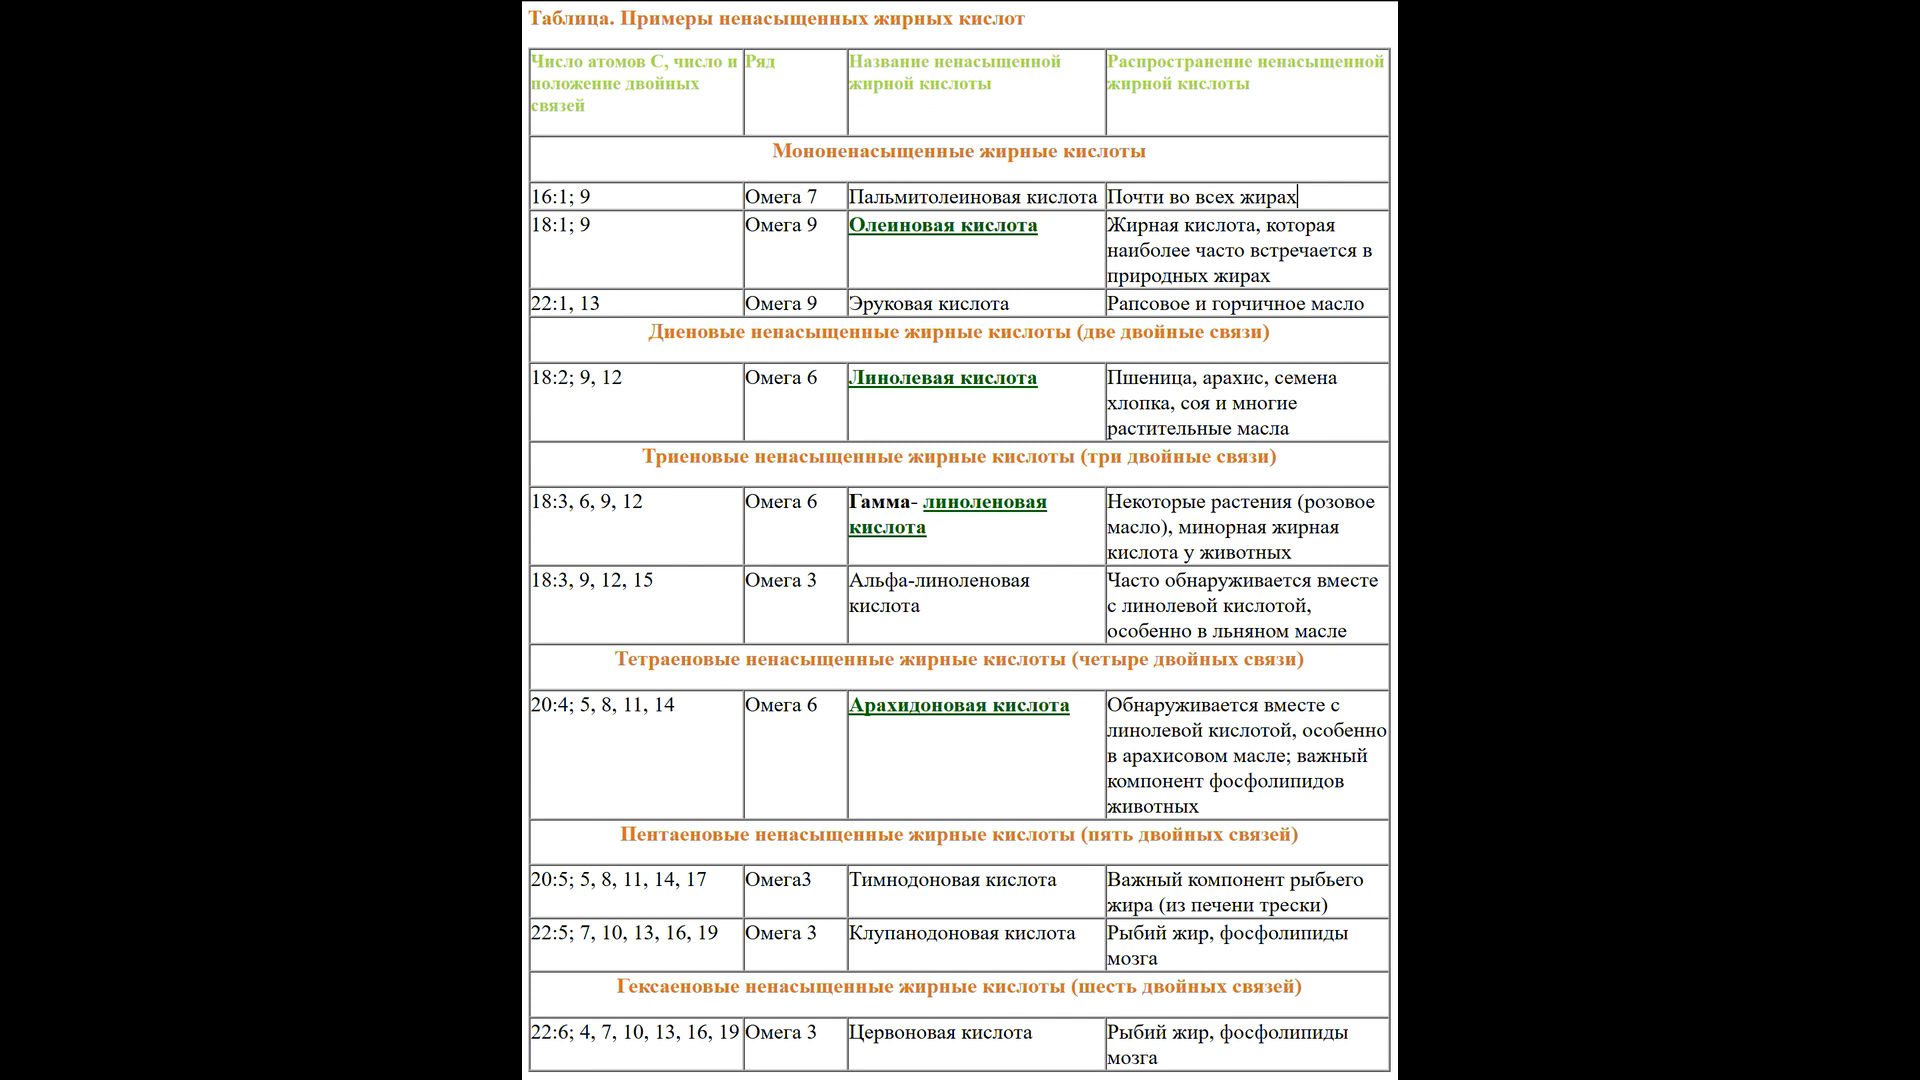 Таблица. Примеры ненасыщенных жирных кислот
Число атомов С, число и
положение двойных
связей
Ряд
Название ненасыщенной
жирной кислоты
Распространение ненасыщенной
жирной кислоты
Мононенасыщенные жирные кислоты
16:1; 9
Омега 7
Пальмитолеиновая кислота
Почти во всех жирах
18:1; 9
Омега 9
Олеиновая кислота
Жирная кислота, которая
наиболее часто встречается в
природных жирах
22:1, 13
Омега 9
Эруковая кислота
Рапсовое и горчичное масло
Диеновые ненасыщенные жирные кислоты (две двойные связи)
18:2; 9, 12
Омега 6
Линолевая кислота
Пшеница, арахис, семена
хлопка, соя и многие
растительные масла
Триеновые ненасыщенные жирные кислоты (три двойные связи)
18:3, 6, 9, 12
Омега 6
Гамма- линоленовая
кислота
Некоторые растения (розовое
масло), минорная жирная
кислота у животных
18:3, 9, 12, 15
Омега 3
Альфа-линоленовая
кислота
Часто обнаруживается вместе
с линолевой кислотой,
особенно в льняном масле
Тетраеновые ненасыщенные жирные кислоты (четыре двойных связи)
20:4; 5, 8, 11, 14
Омега 6
Арахидоновая кислота
Обнаруживается вместе с
линолевой кислотой, особенно
в арахисовом масле; важный
компонент фосфолипидов
животных
Пентаеновые ненасыщенные жирные кислоты (пять двойных связей)
20:5; 5, 8, 11, 14, 17
Омега3
Тимнодоновая кислота
Важный компонент рыбьего
жира (из печени трески)
22:5; 7, 10, 13, 16, 19
Омега 3
Клупанодоновая кислота
Рыбий жир, фосфолипиды
мозга
Гексаеновые ненасыщенные жирные кислоты (шесть двойных связей)
22:6; 4, 7, 10, 13, 16, 19
Омега 3
Цервоновая кислота
Рыбий жир, фосфолипиды
мозга